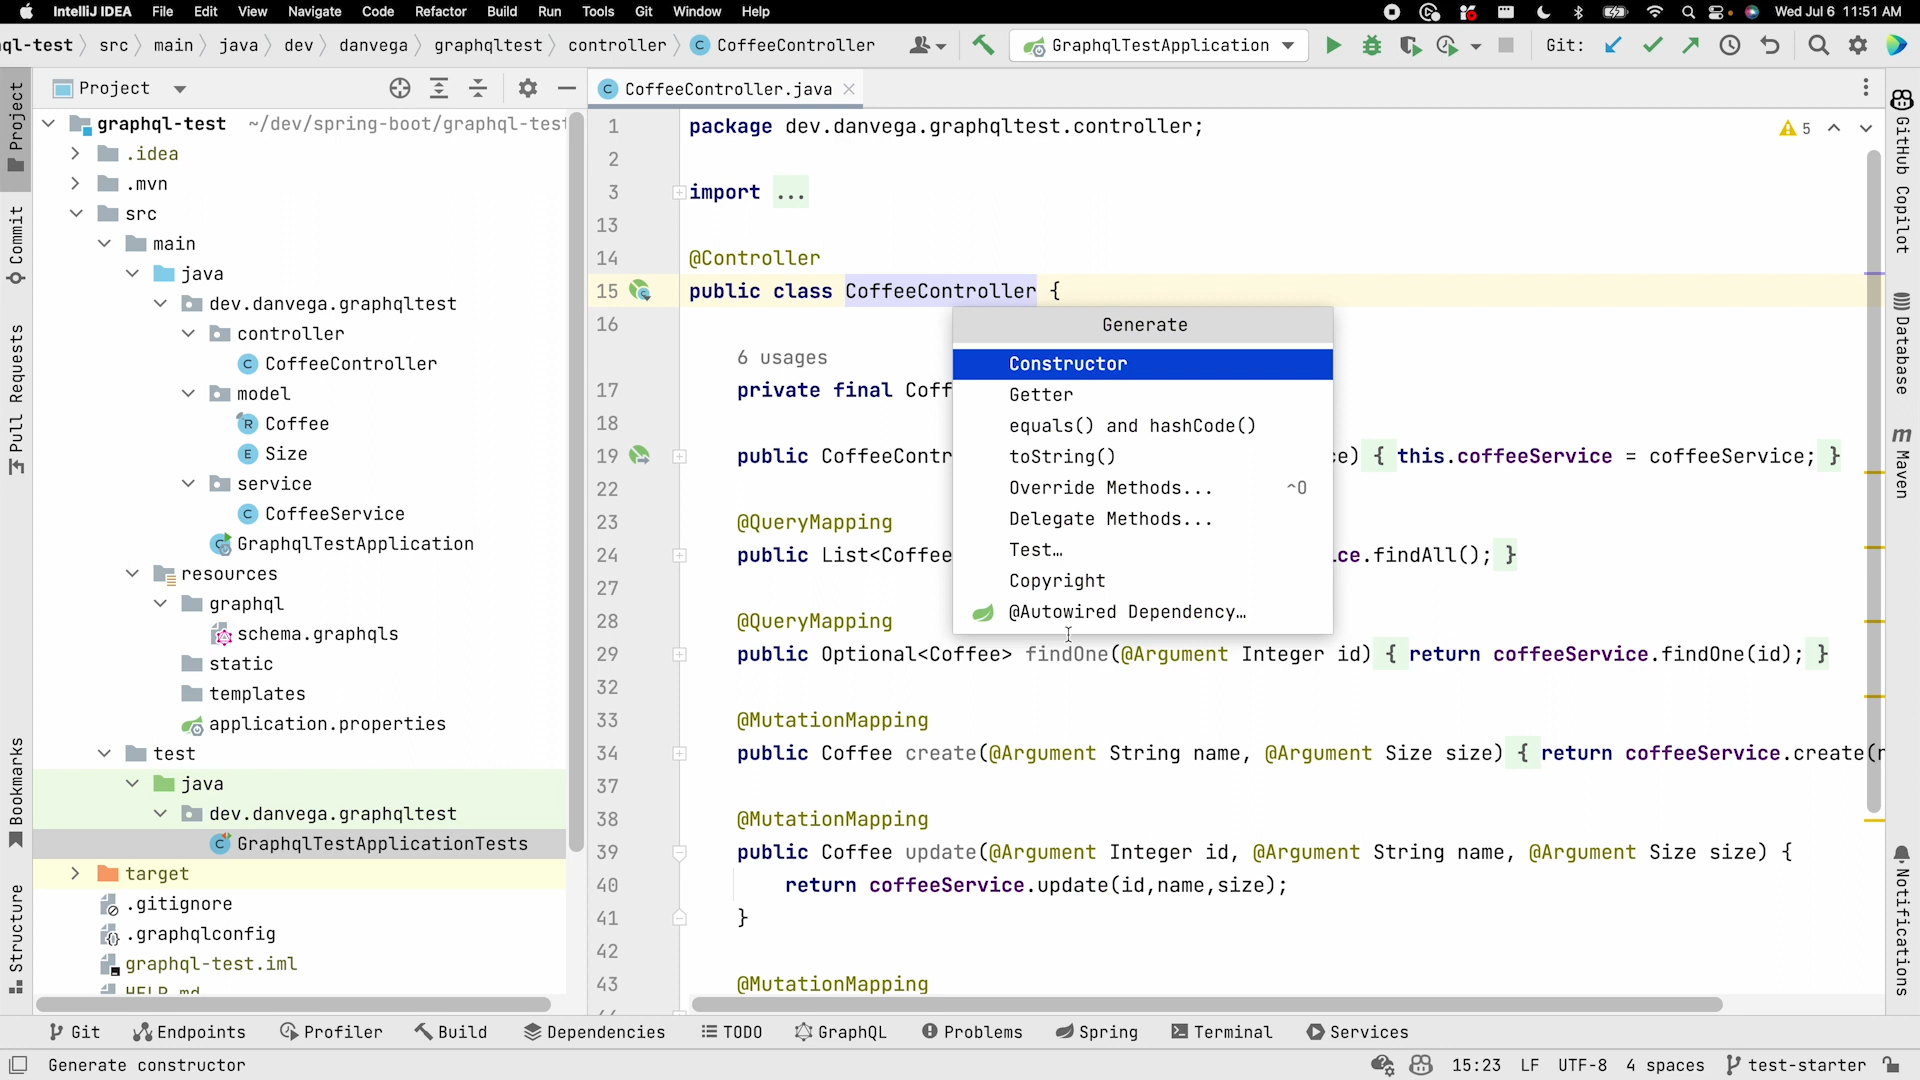 IntelliJ IDEA File Edit View Navigate Code Refactor Build Run Tools Git Window Help Wed Jul 6 11:51 AM
ql-test src main java dev danvega graphqltest controller CoffeeController GraphqlTestApplication Git:
Project
CoffeeController.java
graphql-test ~/dev/spring-boot/graphql-test
.idea
.mvn
src
main
java
dev.danvega.graphqltest
controller
CoffeeController
model
Coffee
Size
service
CoffeeService
GraphqlTestApplication
resources
graphql
schema.graphqls
static
templates
application.properties
test
java
dev.danvega.graphqltest
GraphqlTestApplicationTests
target
.gitignore
.graphqlconfig
graphql-test.iml
HELP.md
Project
Commit
Pull Requests
Bookmarks
Structure
1 package dev.danvega.graphqltest.controller;
2
3 import ...
13
14 @Controller
15 public class CoffeeController {
16
6 usages
17 private final Coff
18
19 public CoffeeContr e) { this.coffeeService = coffeeService; }
22
23 @QueryMapping
24 public List<Coffee ce.findAll(); }
27
28 @QueryMapping
29 public Optional<Coffee> findOne(@Argument Integer id) { return coffeeService.findOne(id); }
32
33 @MutationMapping
34 public Coffee create(@Argument String name, @Argument Size size) { return coffeeService.create(n
37
38 @MutationMapping
39 public Coffee update(@Argument Integer id, @Argument String name, @Argument Size size) {
40 return coffeeService.update(id,name,size);
41 }
42
43 @MutationMapping
5
Generate
Constructor
Getter
equals() and hashCode()
toString()
Override Methods... ^O
Delegate Methods...
Test…
Copyright
@Autowired Dependency…
GitHub Copilot
Database
Maven
Notifications
Git Endpoints Profiler Build Dependencies TODO GraphQL Problems Spring Terminal Services
Generate constructor 15:23 LF UTF-8 4 spaces test-starter